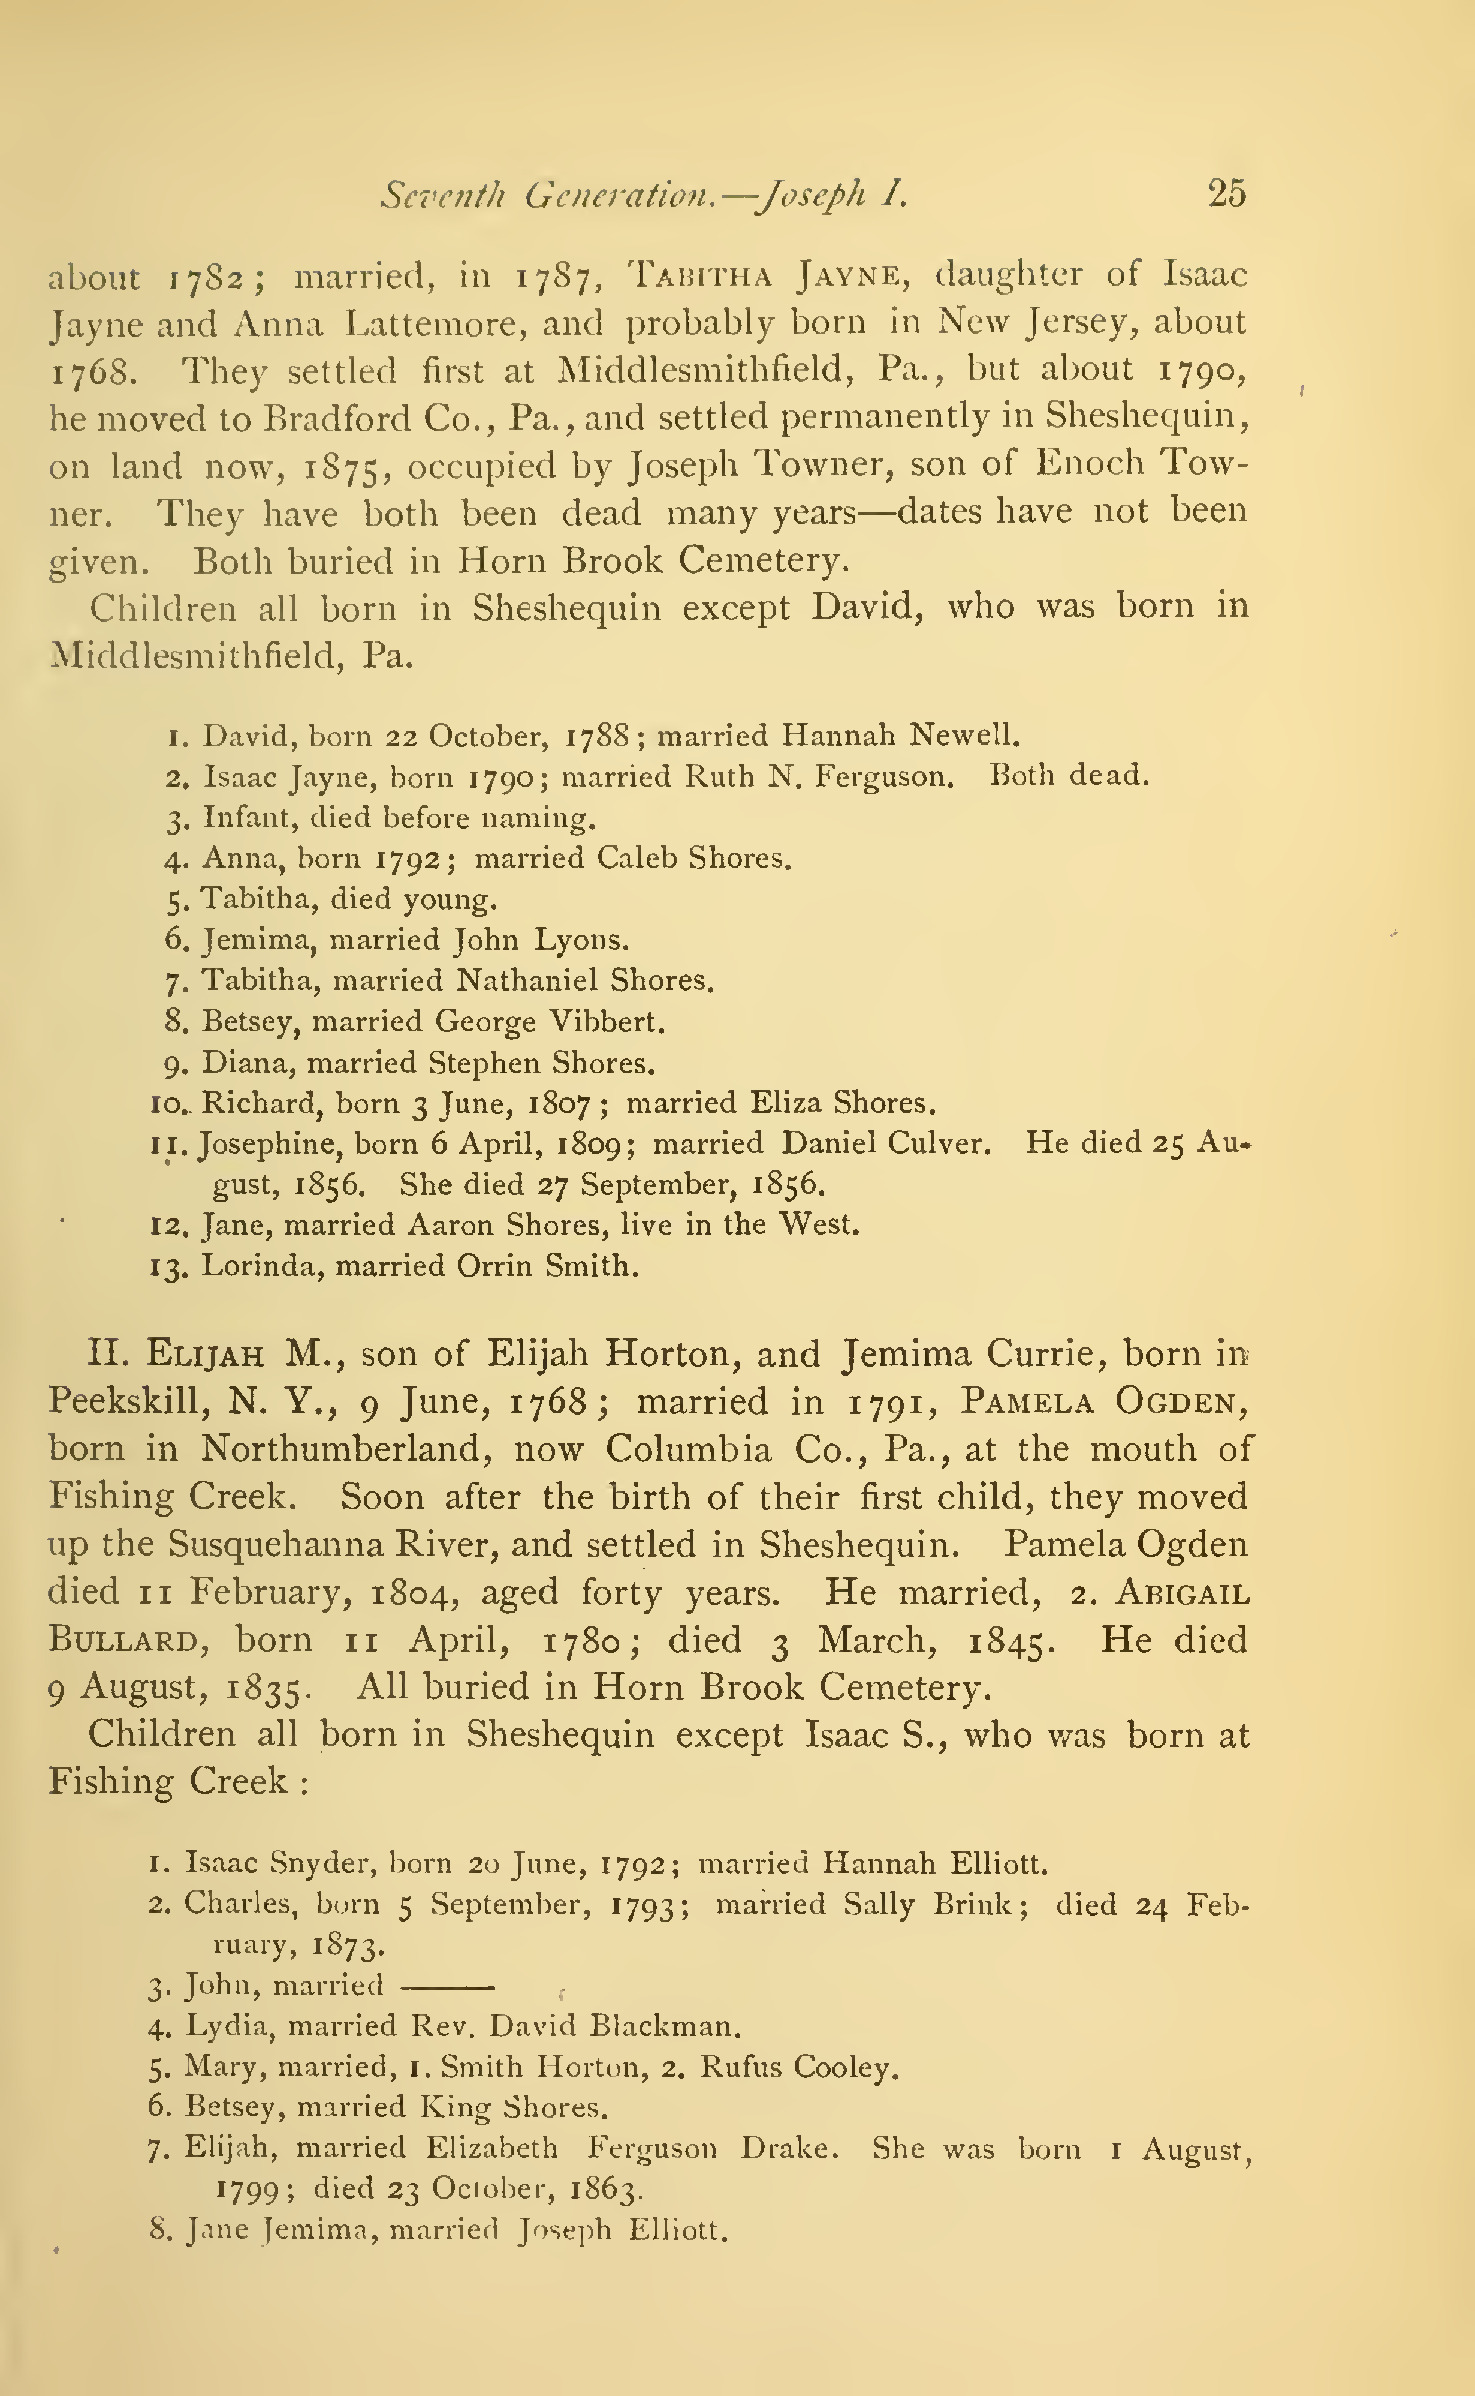 Seventh Generation.—Joseph I. 25
about 1782; married, in 1787, TABITHA JAYNE, daughter of Isaac
Jayne and Anna Lattemore, and probably born in New Jersey, about
1768. They settled first at Middlesmithfield, Pa., but about 1790,
he moved to Bradford Co., Pa., and settled permanently in Sheshequin,
on land now, 1875, occupied by Joseph Towner, son of Enoch Tow-
ner. They have both been dead many years—dates have not been
given. Both buried in Horn Brook Cemetery.
Children all born in Sheshequin except David, who was born in
Middlesmithfield, Pa.
1. David, born 22 October, 1788; married Hannah Newell.
2. Isaac Jayne, born 1790; married Ruth N. Ferguson. Both dead.
3. Infant, died before naming.
4. Anna, born 1792; married Caleb Shores.
5. Tabitha, died young.
6. Jemima, married John Lyons.
7. Tabitha, married Nathaniel Shores.
8. Betsey, married George Vibbert.
9. Diana, married Stephen Shores.
10. Richard, born 3 June, 1807; married Eliza Shores.
11. Josephine, born 6 April, 1809; married Daniel Culver. He died 25 Au-
gust, 1856. She died 27 September, 1856.
12. Jane, married Aaron Shores, live in the West.
13. Lorinda, married Orrin Smith.
II. ELIJAH M., son of Elijah Horton, and Jemima Currie, born in
Peekskill, N. Y., 9 June, 1768; married in 1791, PAMELA OGDEN,
born in Northumberland, now Columbia Co., Pa., at the mouth of
Fishing Creek. Soon after the birth of their first child, they moved
up the Susquehanna River, and settled in Sheshequin. Pamela Ogden
died 11 February, 1804, aged forty years. He married, 2. ABIGAIL
BULLARD, born 11 April, 1780; died 3 March, 1845. He died
9 August, 1835. All buried in Horn Brook Cemetery.
Children all born in Sheshequin except Isaac S., who was born at
Fishing Creek:
1. Isaac Snyder, born 20 June, 1792; married Hannah Elliott.
2. Charles, born 5 September, 1793; married Sally Brink; died 24 Feb-
ruary, 1873.
3. John, married ———
4. Lydia, married Rev. David Blackman.
5. Mary, married, 1. Smith Horton, 2. Rufus Cooley.
6. Betsey, married King Shores.
7. Elijah, married Elizabeth Ferguson Drake. She was born 1 August,
1799; died 23 October, 1863.
8. Jane Jemima, married Joseph Elliott.